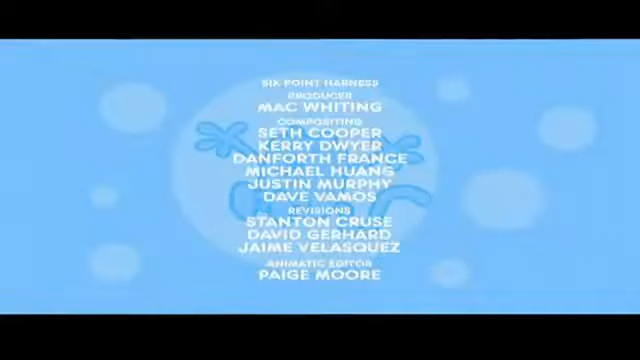 SIX POINT HARNESS
PRODUCER
MAC WHITING
COMPOSITING
SETH COOPER
KERRY DWYER
DANFORTH FRANCE
MICHAEL HUANG
JUSTIN MURPHY
DAVE VAMOS
REVISIONS
STANTON CRUSE
DAVID GERHARD
JAIME VELASQUEZ
ANIMATIC EDITOR
PAIGE MOORE